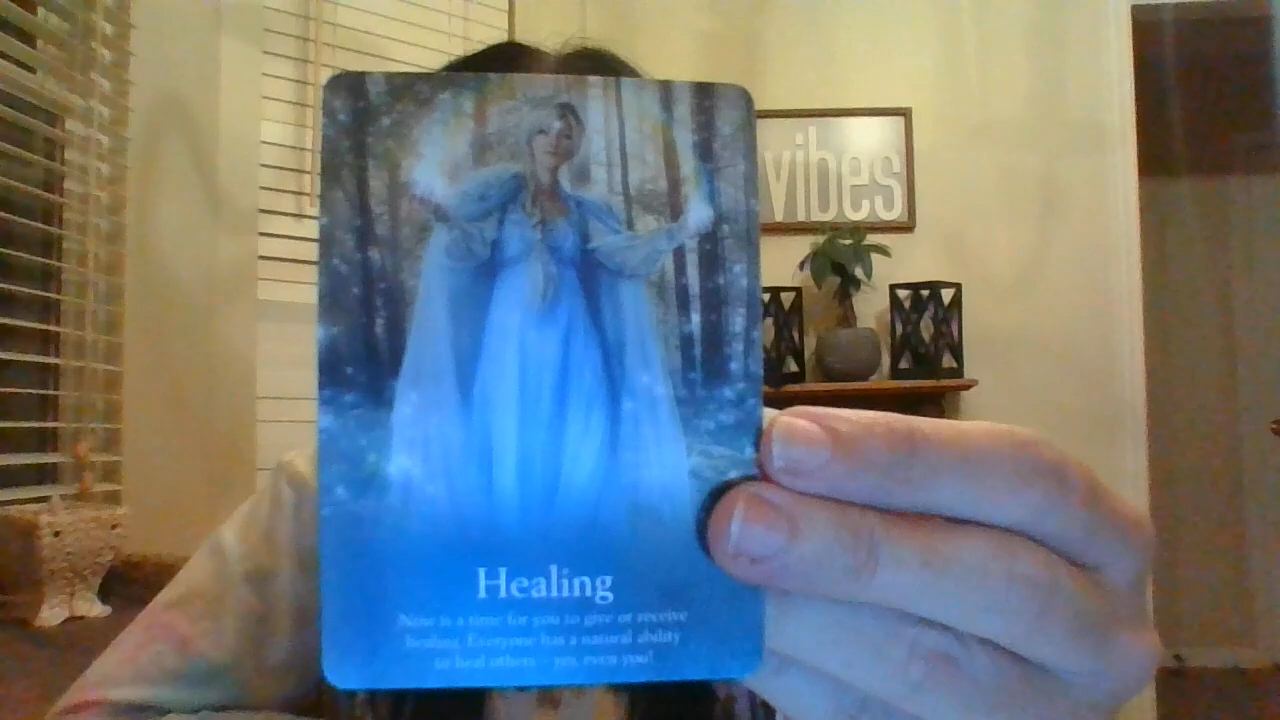 vibes
Healing
Now is a time for you to give or receive
healing. Everyone has a natural ability
to heal others – yes, even you!